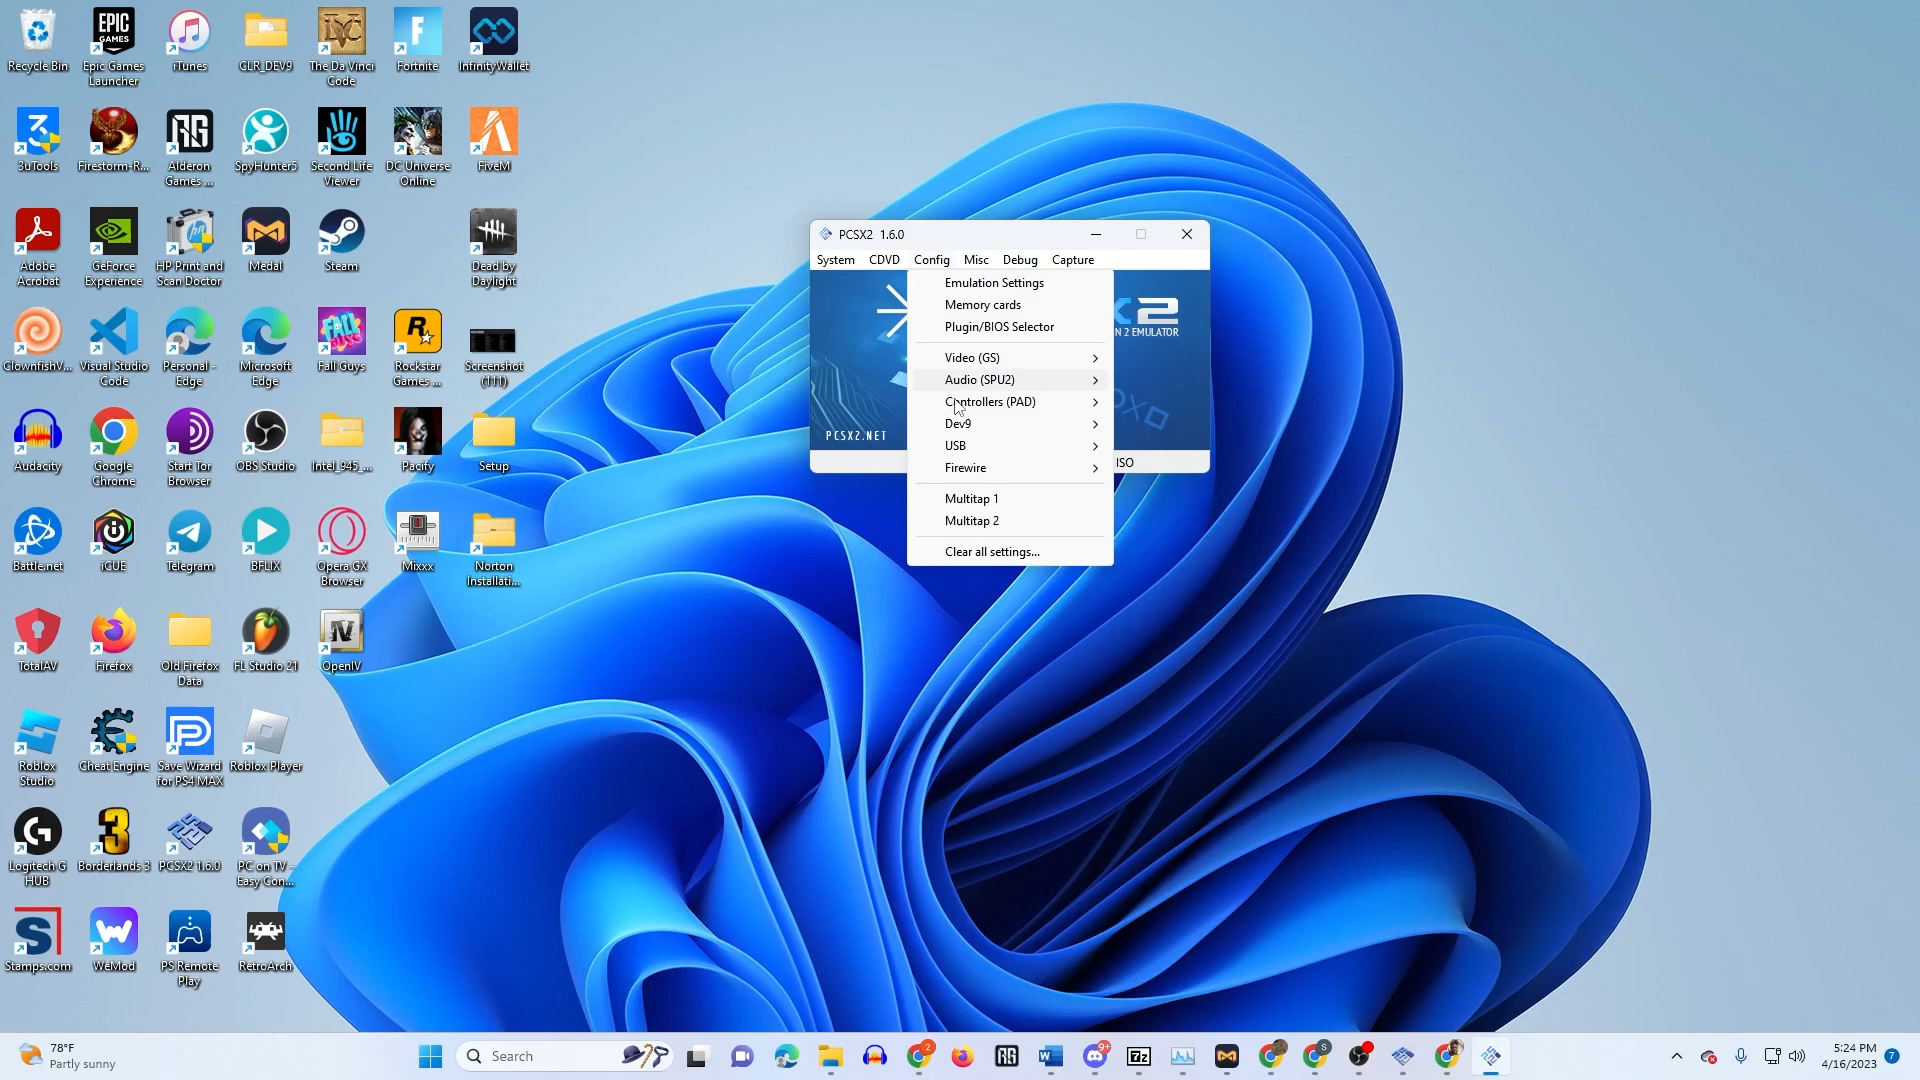 Recycle Bin
Epic Games
Launcher
iTunes
CLR_DEV9
The Da Vinci
Code
Fortnite
InfinityWallet
3uTools
Firestorm-R...
Alderon
Games ...
SpyHunter5
Second Life
Viewer
DC Universe
Online
FiveM
Adobe
Acrobat
GeForce
Experience
HP Print and
Scan Doctor
Medal
Steam
Dead by
Daylight
ClownfishV...
Visual Studio
Code
Personal -
Edge
Microsoft
Edge
Fall Guys
Rockstar
Games ...
Screenshot
(111)
Audacity
Google
Chrome
Start Tor
Browser
OBS Studio
Intel_945_...
Pacify
Setup
Battle.net
iCUE
Telegram
BFLIX
Opera GX
Browser
Mixxx
Norton
Installati...
TotalAV
Firefox
Old Firefox
Data
FL Studio 21
OpenIV
Roblox
Studio
Cheat Engine
Save Wizard
for PS4 MAX
Roblox Player
Logitech G
HUB
Borderlands 3
PCSX2 1.6.0
PC on TV -
Easy Con...
Stamps.com
WeMod
PS Remote
Play
RetroArch
PCSX2 1.6.0
System CDVD Config Misc Debug Capture
Emulation Settings
Memory cards
Plugin/BIOS Selector
Video (GS)
Audio (SPU2)
Controllers (PAD)
Dev9
USB
Firewire
Multitap 1
Multitap 2
Clear all settings...
X2
N 2 EMULATOR
PCSX2.NET
ISO
78°F
Partly sunny
Search
5:24 PM
4/16/2023
7